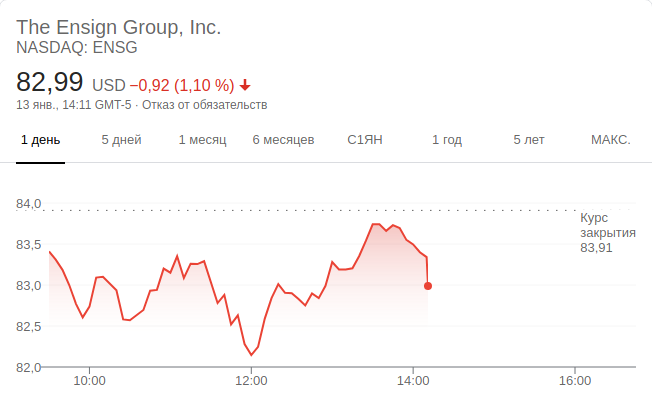 The Ensign Group, Inc.
NASDAQ: ENSG
82,99 USD −0,92 (1,10 %)
13 янв., 14:11 GMT-5 · Отказ от обязательств
1 день 5 дней 1 месяц 6 месяцев С1ЯН 1 год 5 лет МАКС.
84,0
Курс
закрытия
83,91
83,5
83,0
82,5
82,0
10:00 12:00 14:00 16:00